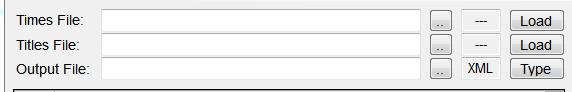 Times File: .. --- Load
Titles File: .. --- Load
Output File: .. XML Type